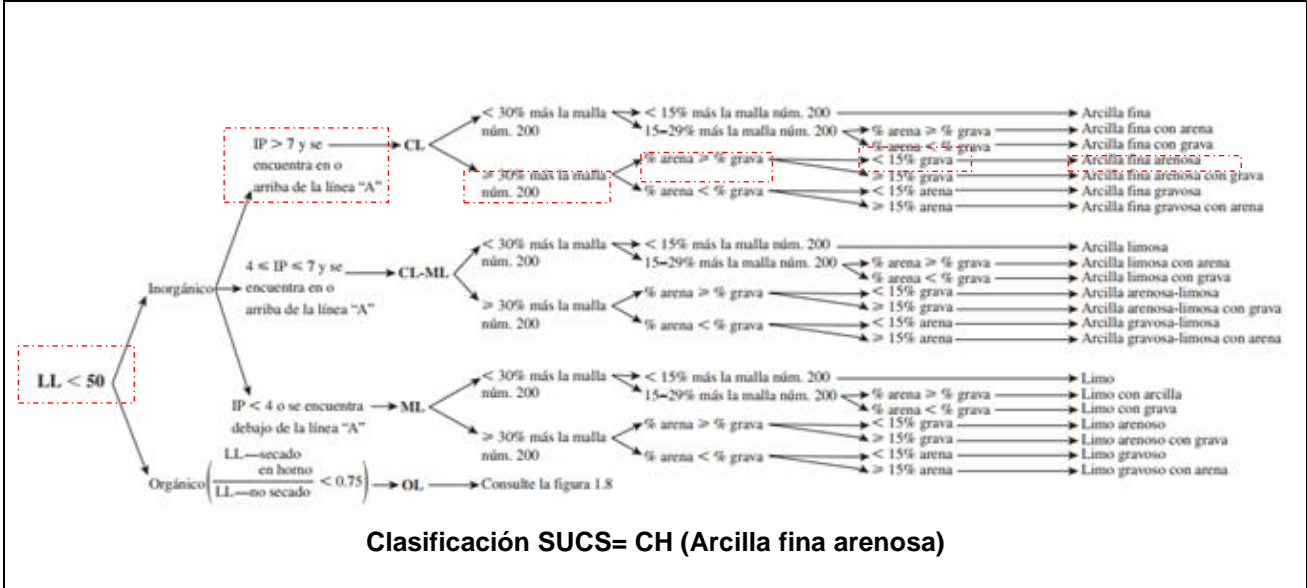 < 30% más la malla
núm. 200
< 15% más la malla núm. 200
Arcilla fina
15–29% más la malla núm. 200
% arena ≥ % grava
Arcilla fina con arena
% arena < % grava
Arcilla fina con grava
IP > 7 y se
encuentra en o
arriba de la línea “A”
CL
≥ 30% más la malla
núm. 200
% arena ≥ % grava
< 15% grava
Arcilla fina arenosa
≥ 15% grava
Arcilla fina arenosa con grava
% arena < % grava
< 15% arena
Arcilla fina gravosa
≥ 15% arena
Arcilla fina gravosa con arena
Inorgánico
4 ≤ IP ≤ 7 y se
encuentra en o
arriba de la línea “A”
CL-ML
< 30% más la malla
núm. 200
< 15% más la malla núm. 200
Arcilla limosa
15–29% más la malla núm. 200
% arena ≥ % grava
Arcilla limosa con arena
% arena < % grava
Arcilla limosa con grava
≥ 30% más la malla
núm. 200
% arena ≥ % grava
< 15% grava
Arcilla arenosa-limosa
≥ 15% grava
Arcilla arenosa-limosa con grava
% arena < % grava
< 15% arena
Arcilla gravosa-limosa
≥ 15% arena
Arcilla gravosa-limosa con arena
LL < 50
IP < 4 o se encuentra
debajo de la línea “A”
ML
< 30% más la malla
núm. 200
< 15% más la malla núm. 200
Limo
15–29% más la malla núm. 200
% arena ≥ % grava
Limo con arcilla
% arena < % grava
Limo con grava
≥ 30% más la malla
núm. 200
% arena ≥ % grava
< 15% grava
Limo arenoso
≥ 15% grava
Limo arenoso con grava
% arena < % grava
< 15% arena
Limo gravoso
≥ 15% arena
Limo gravoso con arena
Orgánico
LL—secado
en horno
LL—no secado
< 0.75
OL
Consulte la figura 1.8
Clasificación SUCS= CH (Arcilla fina arenosa)